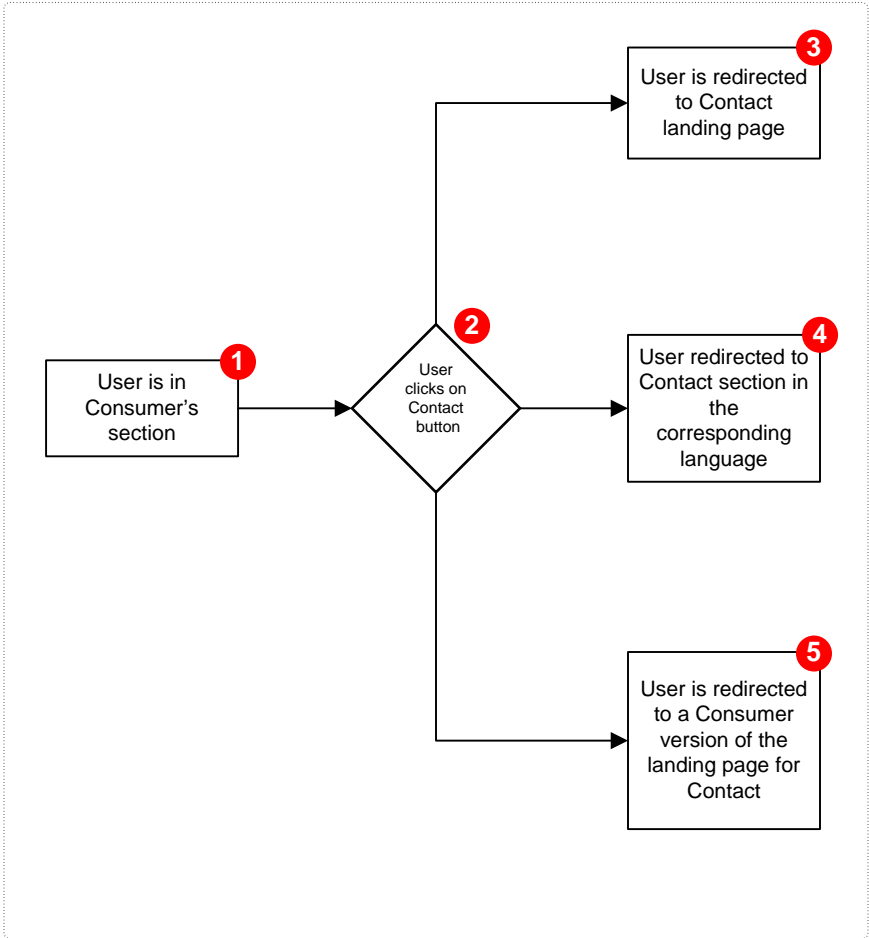 3
User is redirected
to Contact
landing page
2
User
clicks on
Contact
button
1
User is in
Consumer's
section
4
User redirected to
Contact section in
the
corresponding
language
5
User is redirected
to a Consumer
version of the
landing page for
Contact